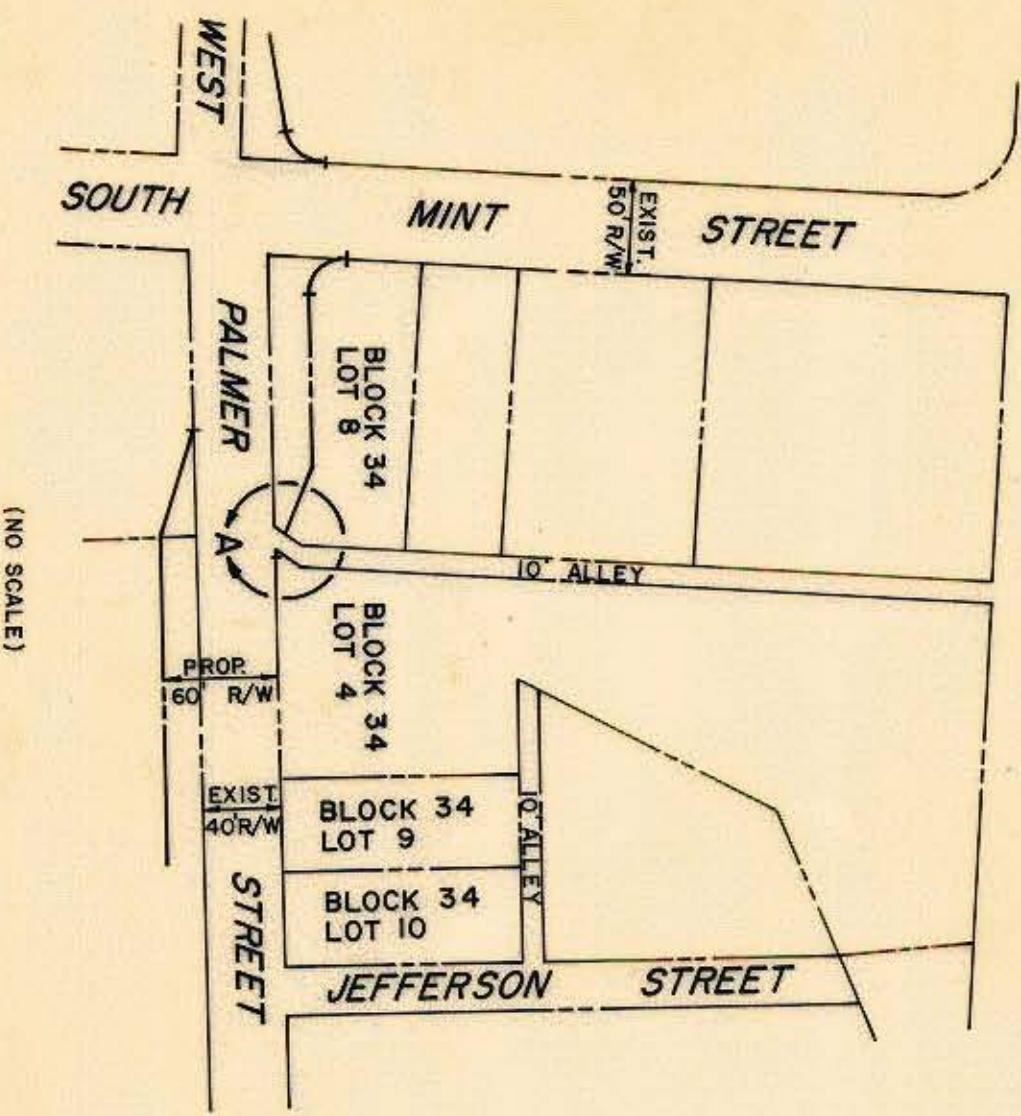 WEST
SOUTH
MINT
STREET
EXIST.
50' R/W
PALMER
BLOCK 34
LOT 8
A
10' ALLEY
BLOCK 34
LOT 4
PROP.
60' R/W
EXIST.
40' R/W
BLOCK 34
LOT 9
10' ALLEY
BLOCK 34
LOT 10
STREET
JEFFERSON STREET
(NO SCALE)